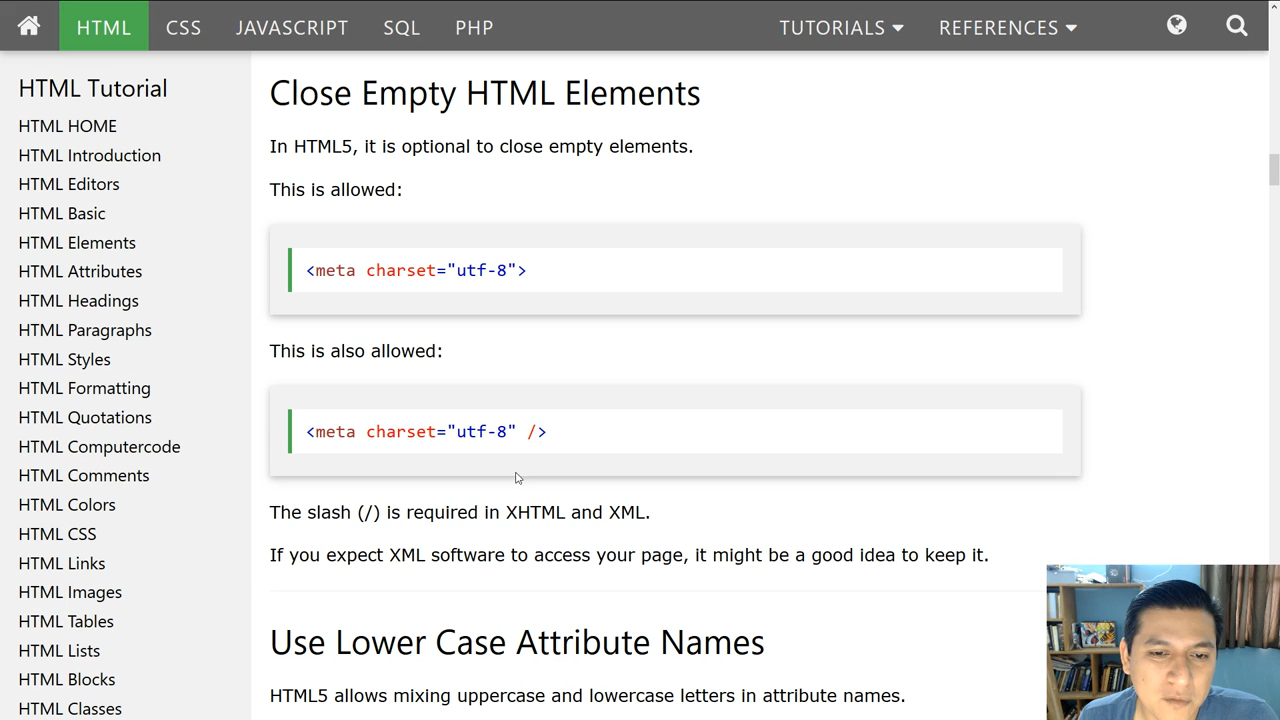 HTML CSS JAVASCRIPT SQL PHP TUTORIALS REFERENCES
HTML Tutorial
HTML HOME
HTML Introduction
HTML Editors
HTML Basic
HTML Elements
HTML Attributes
HTML Headings
HTML Paragraphs
HTML Styles
HTML Formatting
HTML Quotations
HTML Computercode
HTML Comments
HTML Colors
HTML CSS
HTML Links
HTML Images
HTML Tables
HTML Lists
HTML Blocks
HTML Classes
Close Empty HTML Elements
In HTML5, it is optional to close empty elements.
This is allowed:
<meta charset="utf-8">
This is also allowed:
<meta charset="utf-8" />
The slash (/) is required in XHTML and XML.
If you expect XML software to access your page, it might be a good idea to keep it.
Use Lower Case Attribute Names
HTML5 allows mixing uppercase and lowercase letters in attribute names.